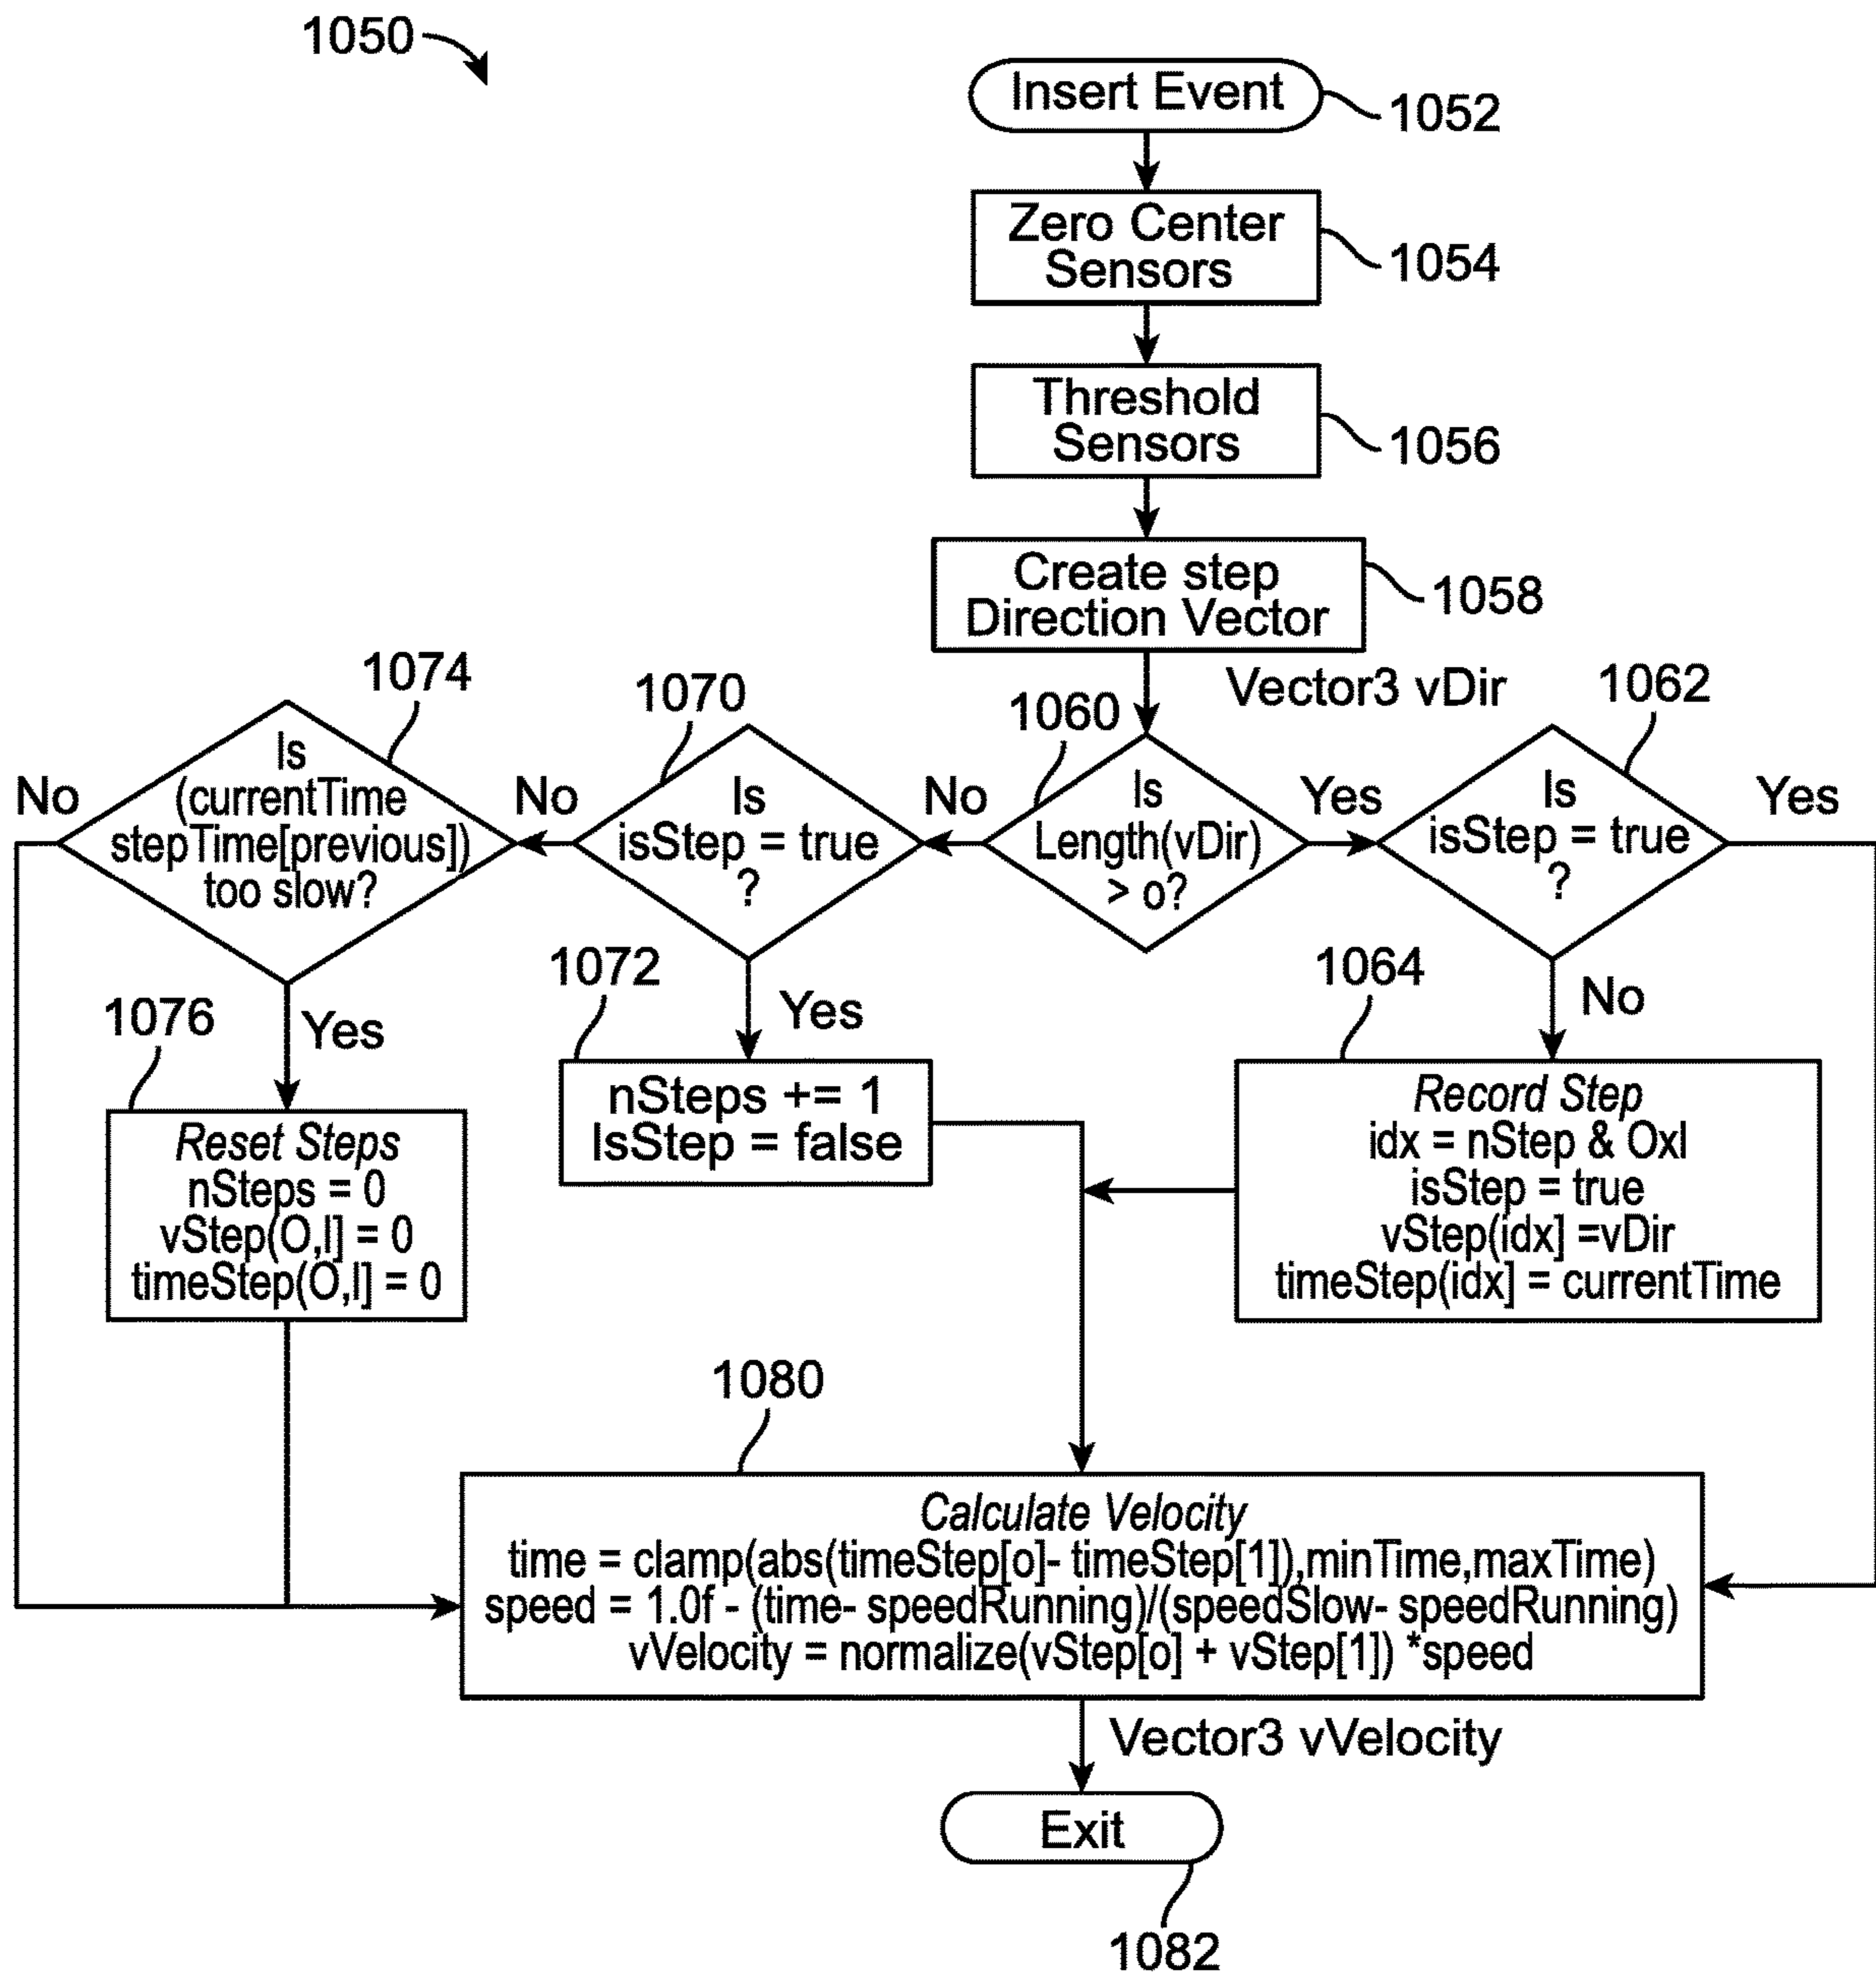 1050
Insert Event
1052
Zero Center
Sensors
1054
Threshold
Sensors
1056
Create step
Direction Vector
1058
Vector3 vDir
1074
1070
1060
1062
Is
(currentTime
stepTime[previous])
too slow?
No
Is
isStep = true
?
No
Is
Length(vDir)
> o?
No
Yes
Is
isStep = true
?
Yes
1076
Yes
1072
Yes
1064
No
Reset Steps
nSteps = 0
vStep(O,I] = 0
timeStep(O,I] = 0
nSteps += 1
IsStep = false
Record Step
idx = nStep & OxI
isStep = true
vStep(idx] =vDir
timeStep(idx] = currentTime
1080
Calculate Velocity
time = clamp(abs(timeStep[o]- timeStep[1]),minTime,maxTime)
speed = 1.0f - (time- speedRunning)/(speedSlow- speedRunning)
vVelocity = normalize(vStep[o] + vStep[1]) *speed
Vector3 vVelocity
Exit
1082